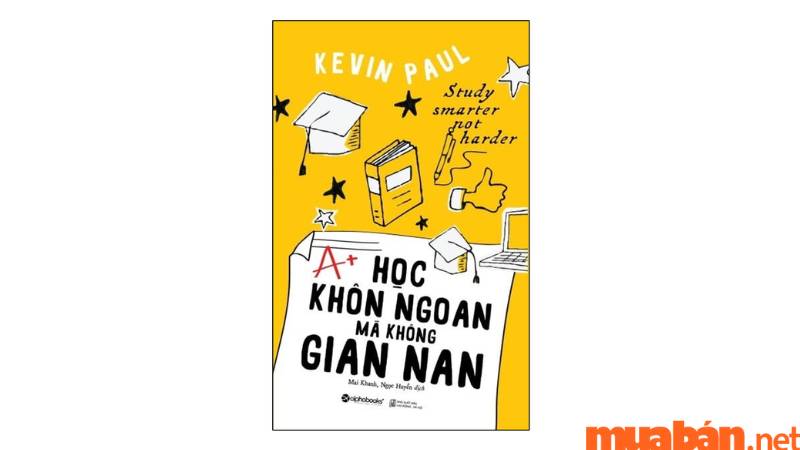 KEVIN PAUL
Study
smarter
not
harder
A+
HỌC
KHÔN NGOAN
MÀ KHÔNG
GIAN NAN
Mai Khanh, Ngọc Huyền dịch
alphabooks
muaban.net